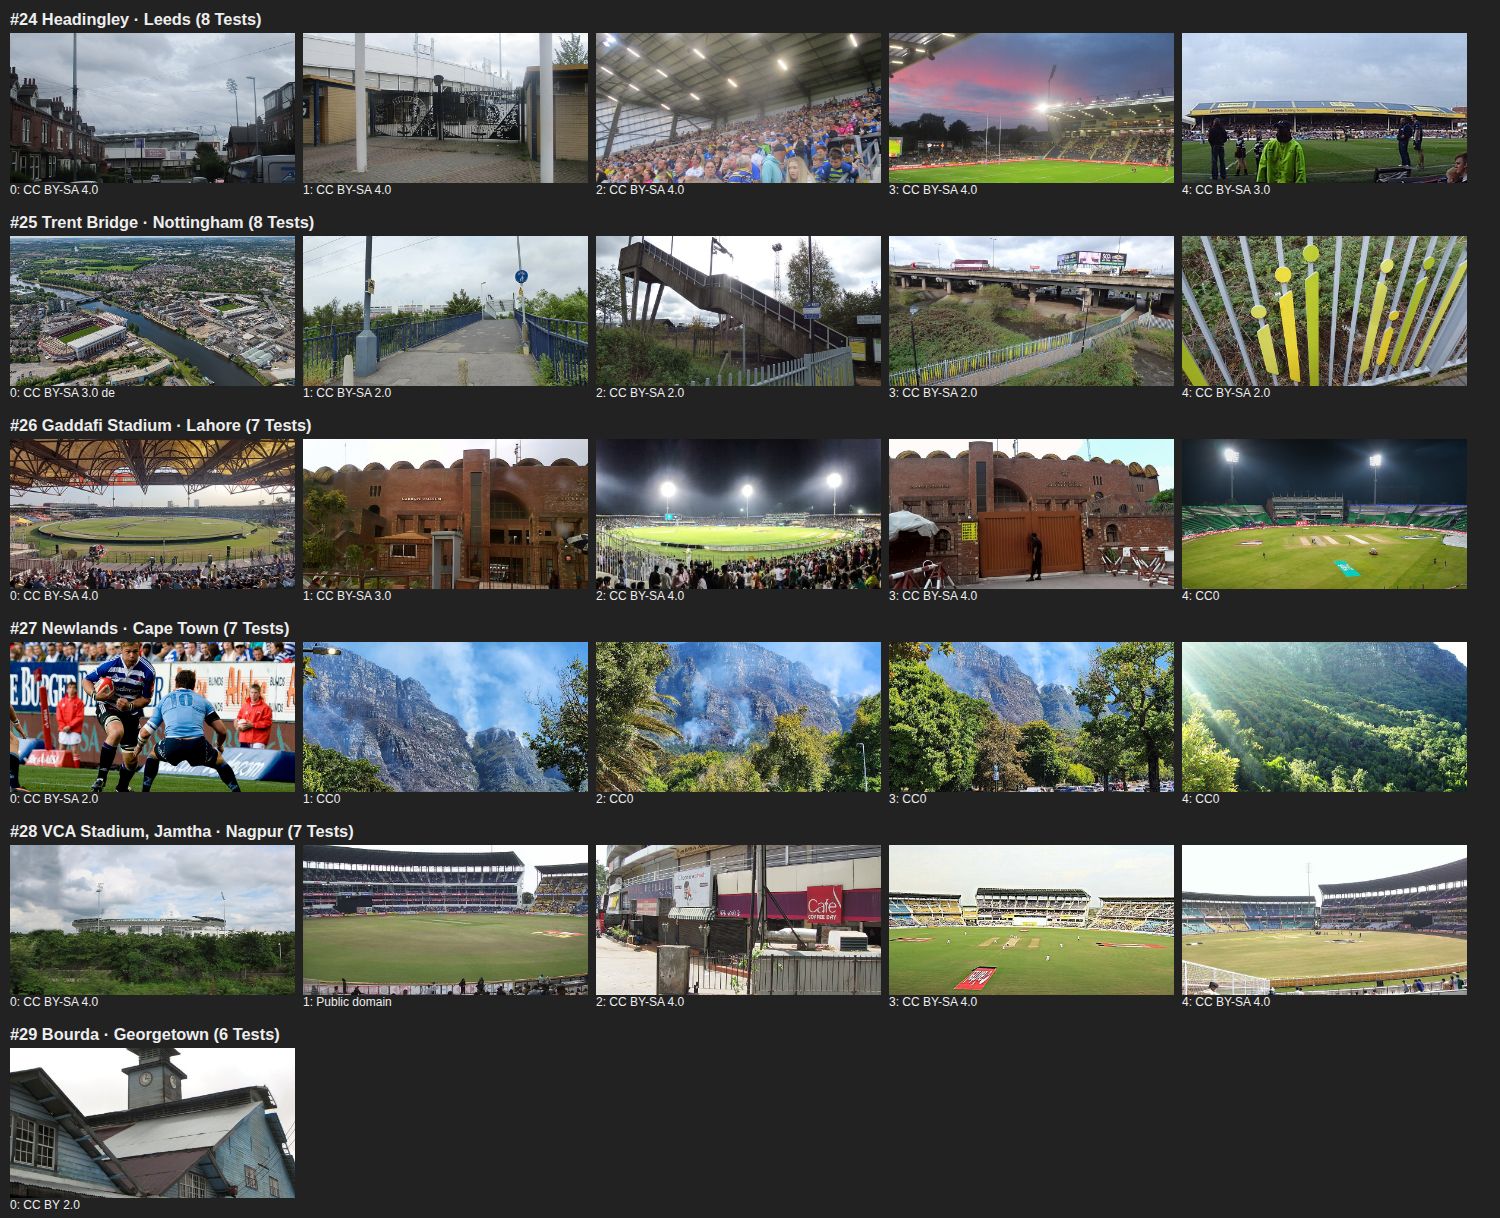 #24 Headingley · Leeds (8 Tests)
0: CC BY-SA 4.0
1: CC BY-SA 4.0
2: CC BY-SA 4.0
3: CC BY-SA 4.0
4: CC BY-SA 3.0
#25 Trent Bridge · Nottingham (8 Tests)
0: CC BY-SA 3.0 de
1: CC BY-SA 2.0
2: CC BY-SA 2.0
3: CC BY-SA 2.0
4: CC BY-SA 2.0
#26 Gaddafi Stadium · Lahore (7 Tests)
0: CC BY-SA 4.0
1: CC BY-SA 3.0
2: CC BY-SA 4.0
3: CC BY-SA 4.0
4: CC0
#27 Newlands · Cape Town (7 Tests)
0: CC BY-SA 2.0
1: CC0
2: CC0
3: CC0
4: CC0
#28 VCA Stadium, Jamtha · Nagpur (7 Tests)
Café
COFFEE DAY
0: CC BY-SA 4.0
1: Public domain
2: CC BY-SA 4.0
3: CC BY-SA 4.0
4: CC BY-SA 4.0
#29 Bourda · Georgetown (6 Tests)
0: CC BY 2.0